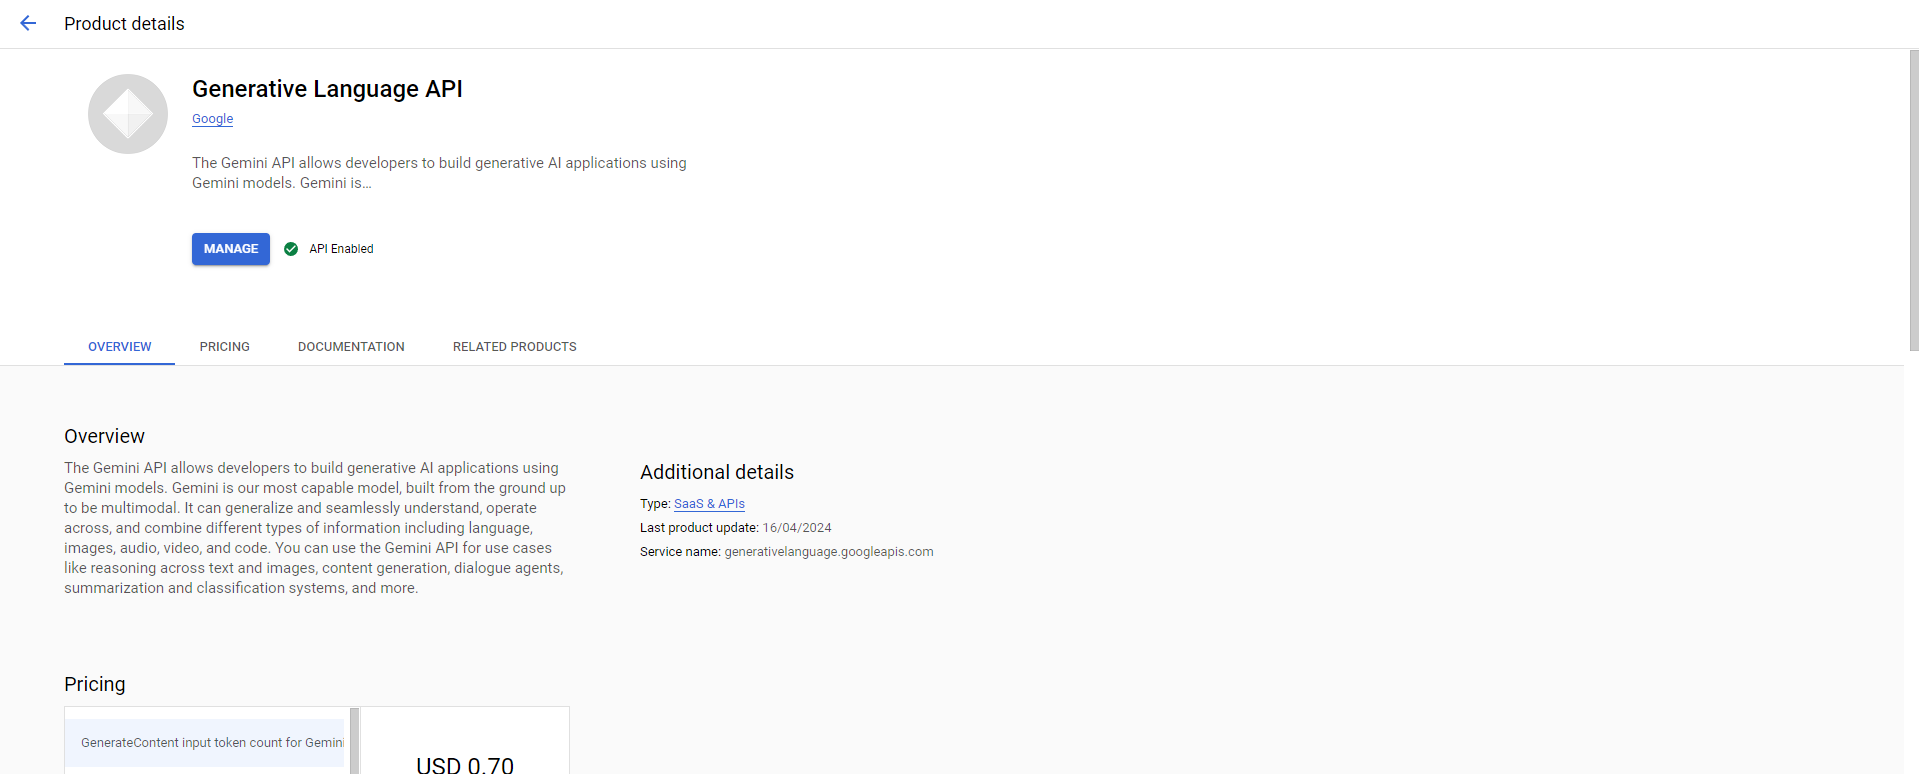 Product details
Generative Language API
Google
The Gemini API allows developers to build generative AI applications using
Gemini models. Gemini is...
MANAGE
API Enabled
OVERVIEW
PRICING
DOCUMENTATION
RELATED PRODUCTS
Overview
The Gemini API allows developers to build generative AI applications using
Gemini models. Gemini is our most capable model, built from the ground up
to be multimodal. It can generalize and seamlessly understand, operate
across, and combine different types of information including language,
images, audio, video, and code. You can use the Gemini API for use cases
like reasoning across text and images, content generation, dialogue agents,
summarization and classification systems, and more.
Additional details
Type: SaaS & APIs
Last product update: 16/04/2024
Service name: generativelanguage.googleapis.com
Pricing
GenerateContent input token count for Gemini
USD 0.70